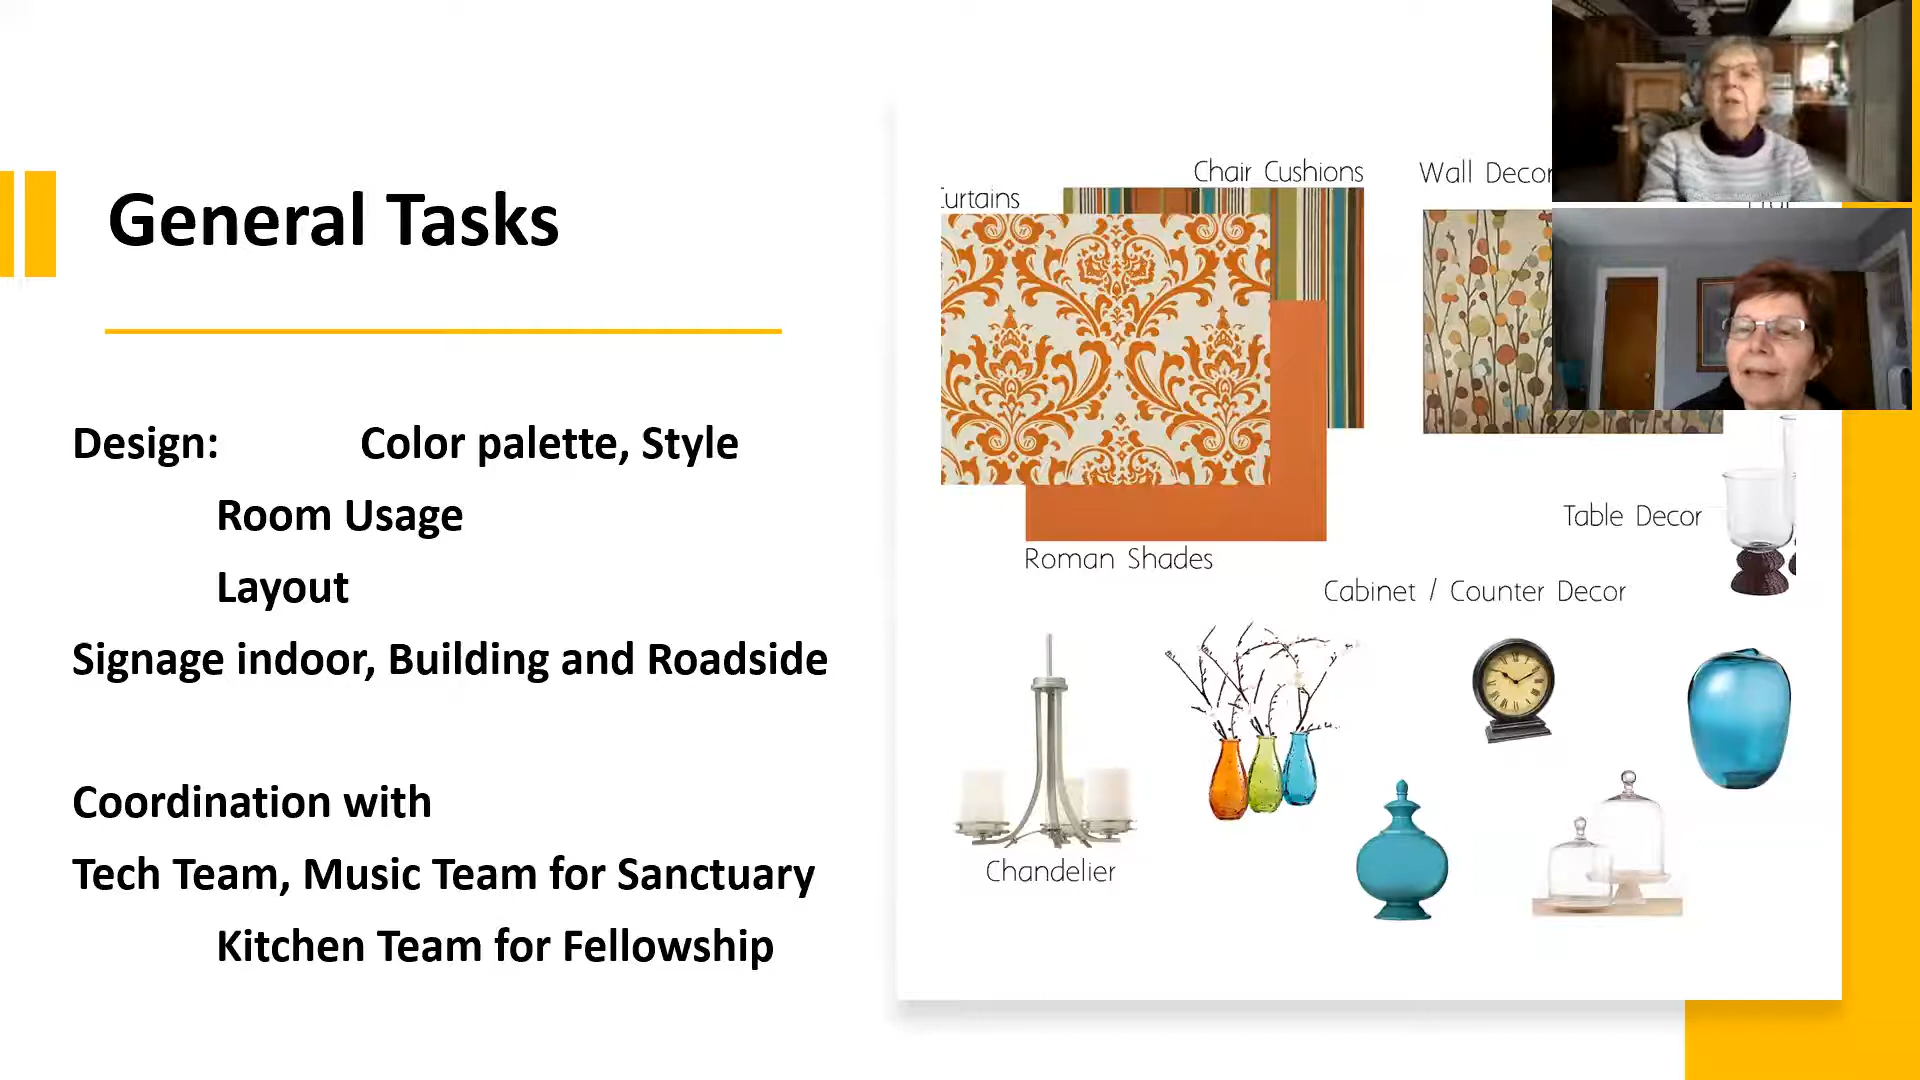 General Tasks
Design: Color palette, Style
Room Usage
Layout
Signage indoor, Building and Roadside
Coordination with
Tech Team, Music Team for Sanctuary
Kitchen Team for Fellowship
Curtains
Chair Cushions
Wall Decor
Roman Shades
Table Decor
Cabinet / Counter Decor
Chandelier